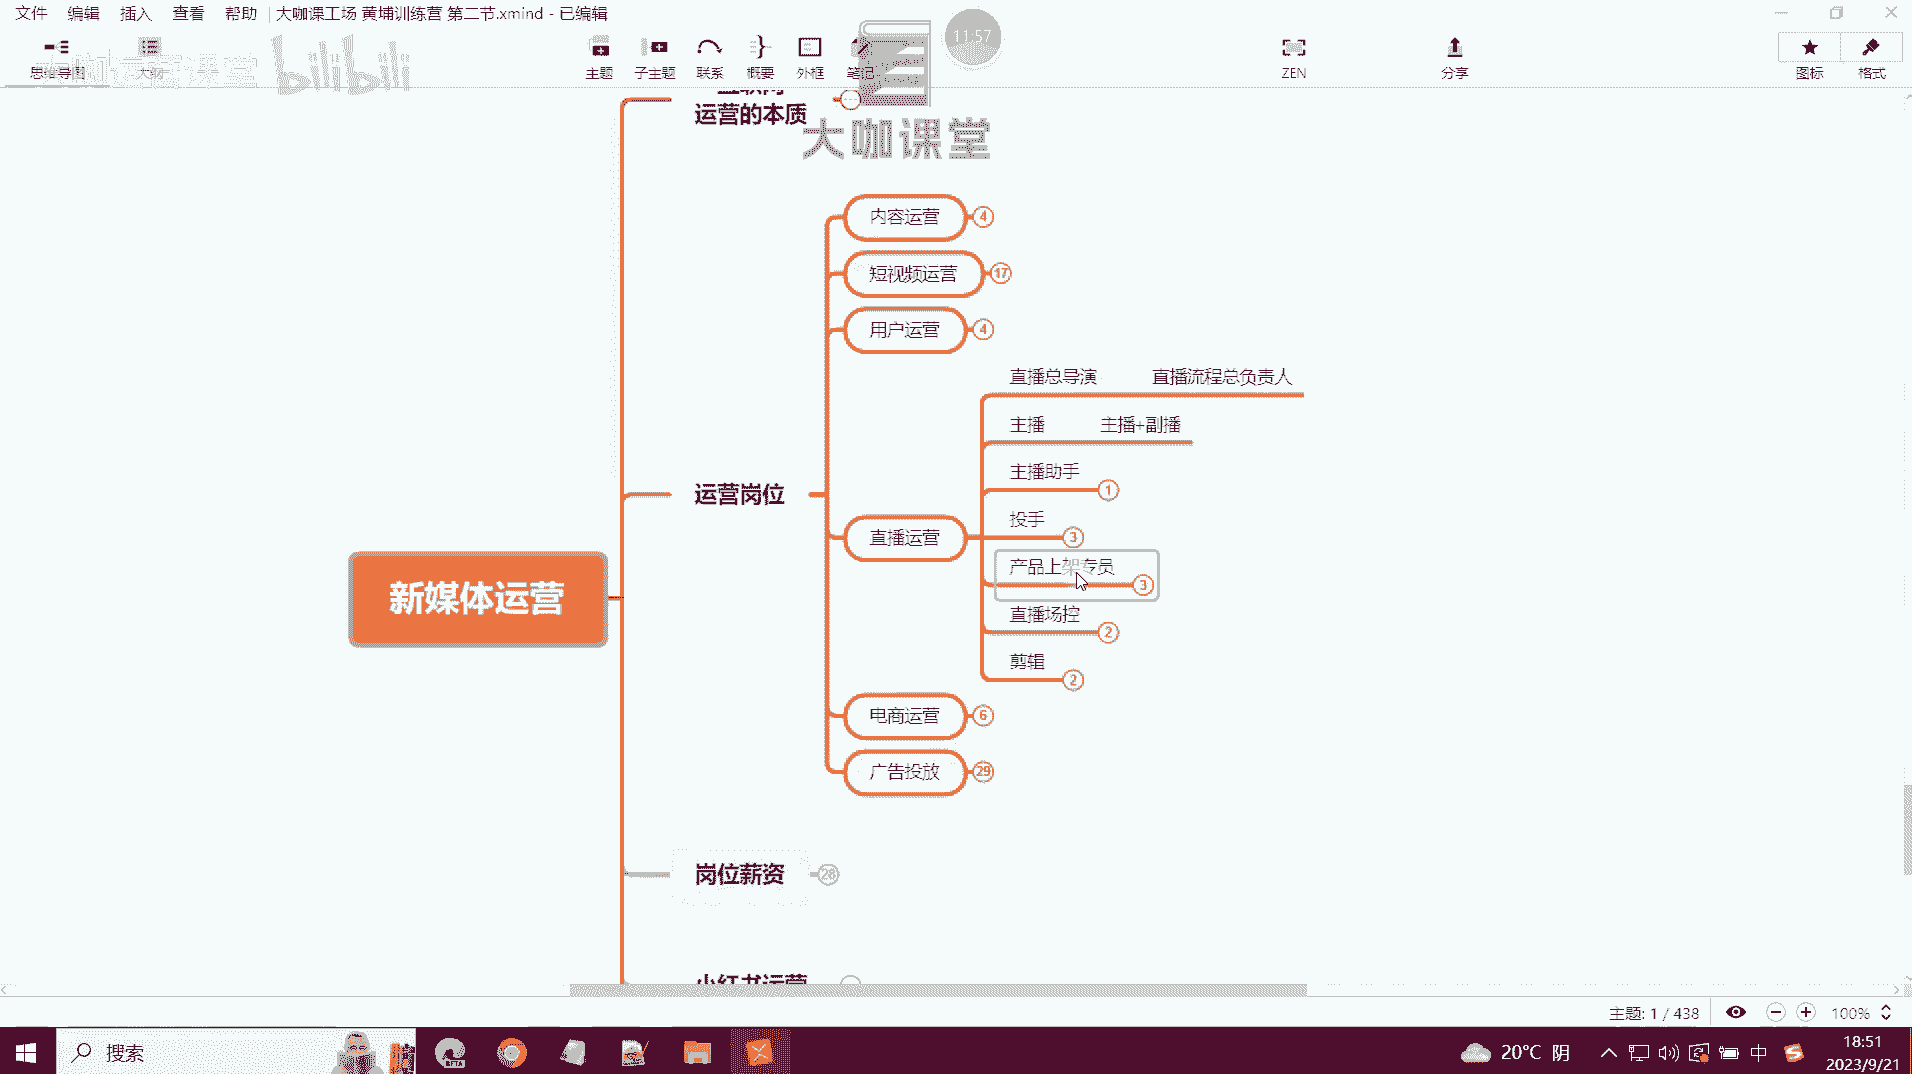 文件 编辑 插入 查看 帮助 大咖课工场 黄埔训练营 第二节.xmind - 已编辑
思维导图 大纲 主题 子主题 联系 概要 外框 笔记 ZEN 分享 图标 格式
bilibili
11:57
大咖课堂
运营的本质
内容运营 4
短视频运营 17
用户运营 4
直播总导演 直播流程总负责人
主播 主播+副播
主播助手 1
运营岗位
投手 3
直播运营
产品上架专员 3
新媒体运营
直播场控 2
剪辑 2
电商运营 6
广告投放 29
岗位薪资 28
小红书运营
主题: 1 / 438 100%
搜索
BETA
20°C 阴
中
18:51
2023/9/21